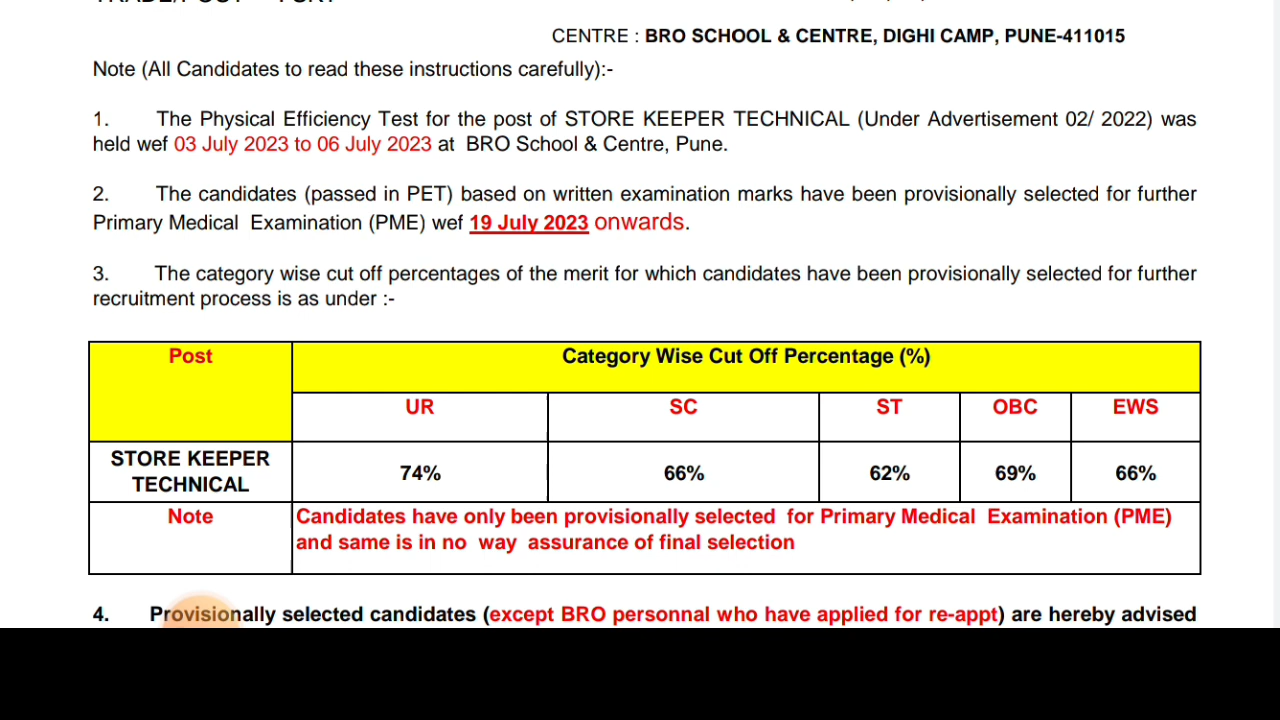 CENTRE : BRO SCHOOL & CENTRE, DIGHI CAMP, PUNE-411015
Note (All Candidates to read these instructions carefully):-
1. The Physical Efficiency Test for the post of STORE KEEPER TECHNICAL (Under Advertisement 02/ 2022) was
held wef 03 July 2023 to 06 July 2023 at BRO School & Centre, Pune.
2. The candidates (passed in PET) based on written examination marks have been provisionally selected for further
Primary Medical Examination (PME) wef 19 July 2023 onwards.
3. The category wise cut off percentages of the merit for which candidates have been provisionally selected for further
recruitment process is as under :-
Post Category Wise Cut Off Percentage (%)
UR SC ST OBC EWS
STORE KEEPER
TECHNICAL 74% 66% 62% 69% 66%
Note Candidates have only been provisionally selected for Primary Medical Examination (PME)
and same is in no way assurance of final selection
4. Provisionally selected candidates (except BRO personnal who have applied for re-appt) are hereby advised